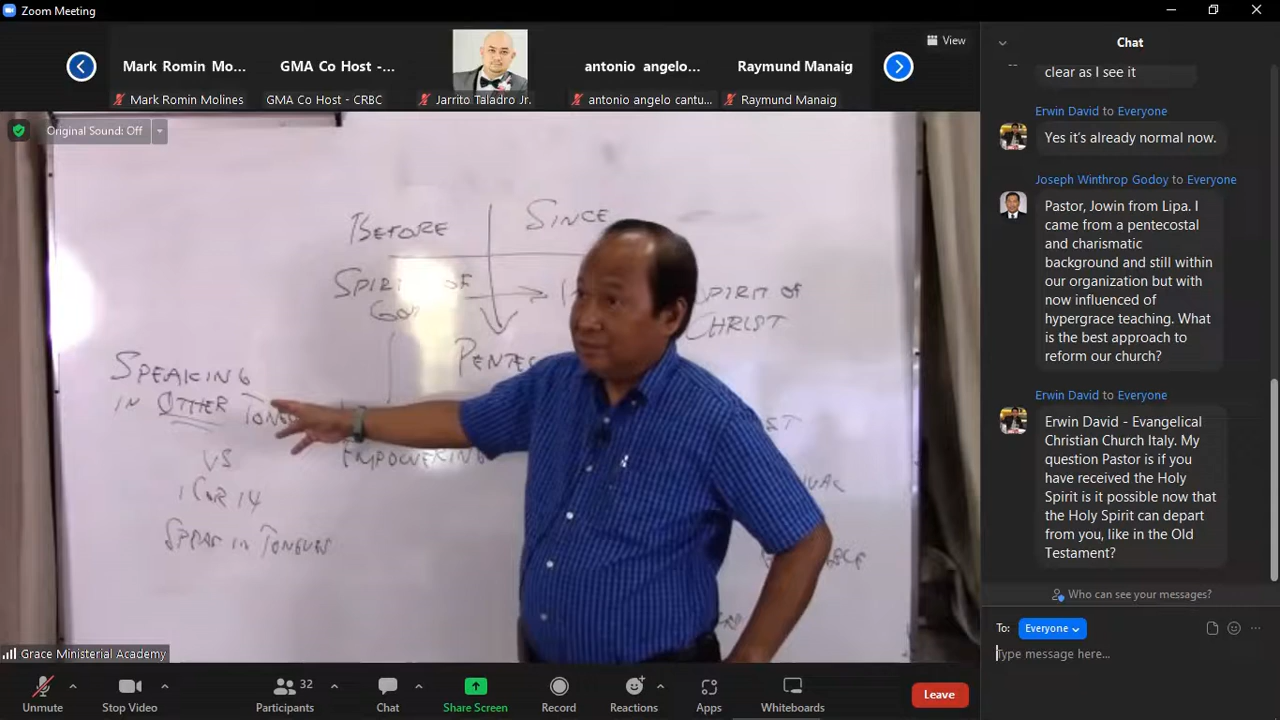 Zoom Meeting
Mark Romin Mo...
GMA Co Host -...
antonio angelo...
Raymund Manaig
View
Mark Romin Molines
GMA Co Host - CRBC
Jarrito Taladro Jr.
antonio angelo cantu...
Raymund Manaig
Original Sound: Off
BEFORE
SINCE
SPIRIT OF
GOD
SPIRIT OF
CHRIST
SPEAKING
IN OTHER
VS
1 COR 14
SPEAK IN TONGUES
EMPOWERING
Grace Ministerial Academy
Chat
clear as I see it
Erwin David to Everyone
Yes it's already normal now.
Joseph Winthrop Godoy to Everyone
Pastor, Jowin from Lipa. I
came from a pentecostal
and charismatic
background and still within
our organization but with
now influenced of
hypergrace teaching. What
is the best approach to
reform our church?
Erwin David to Everyone
Erwin David - Evangelical
Christian Church Italy. My
question Pastor is if you
have received the Holy
Spirit is it possible now that
the Holy Spirit can depart
from you, like in the Old
Testament?
Who can see your messages?
To: Everyone
Type message here...
Unmute
Stop Video
32
Participants
Chat
Share Screen
Record
Reactions
Apps
Whiteboards
Leave